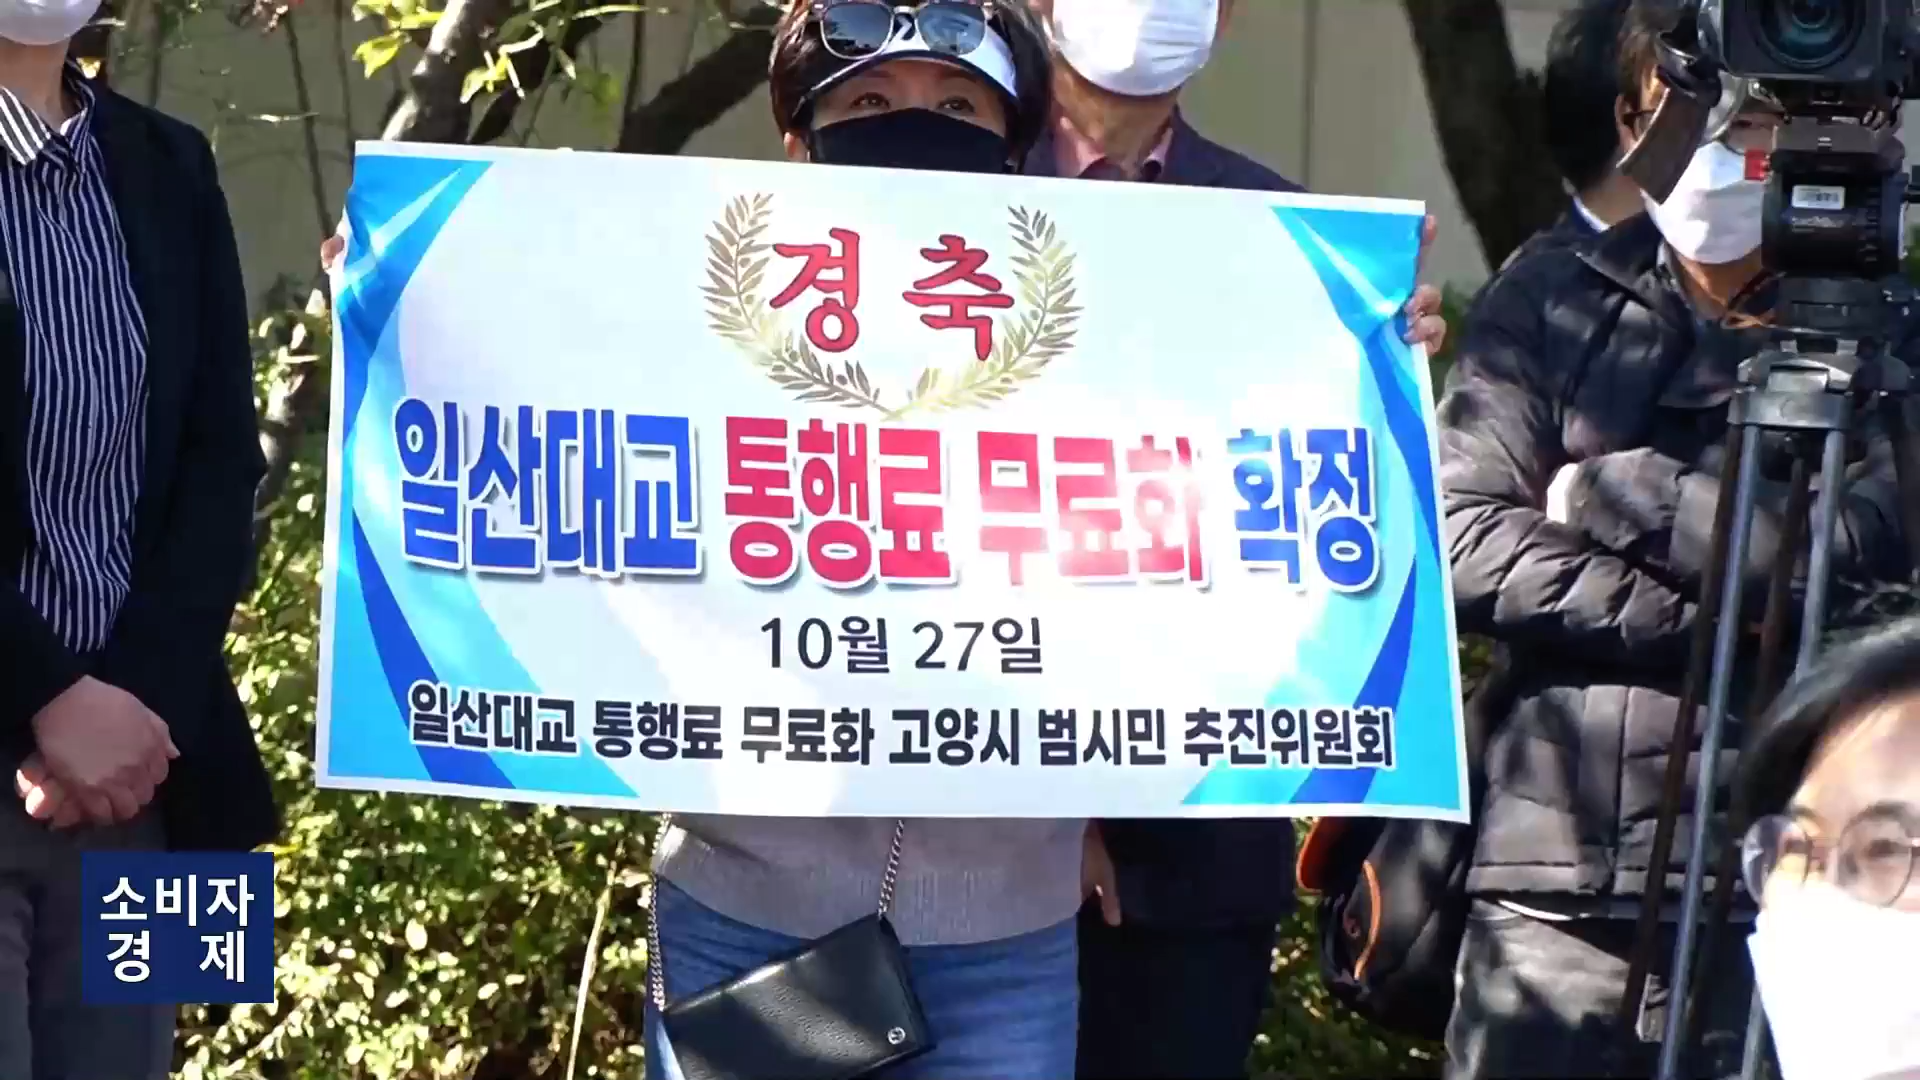 경축
일산대교 통행료 무료화 확정
10월 27일
일산대교 통행료 무료화 고양시 범시민 추진위원회
소비자
경제